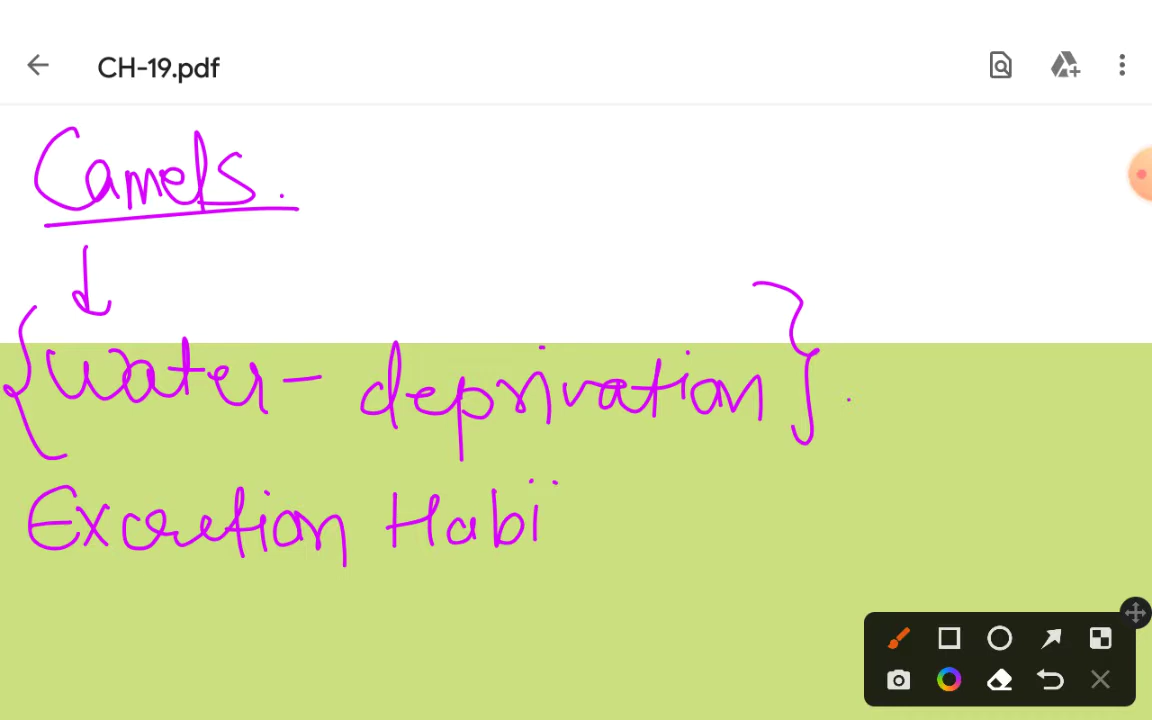 CH-19.pdf
Camels.
{Water - deprivation}.
Excretion Habi